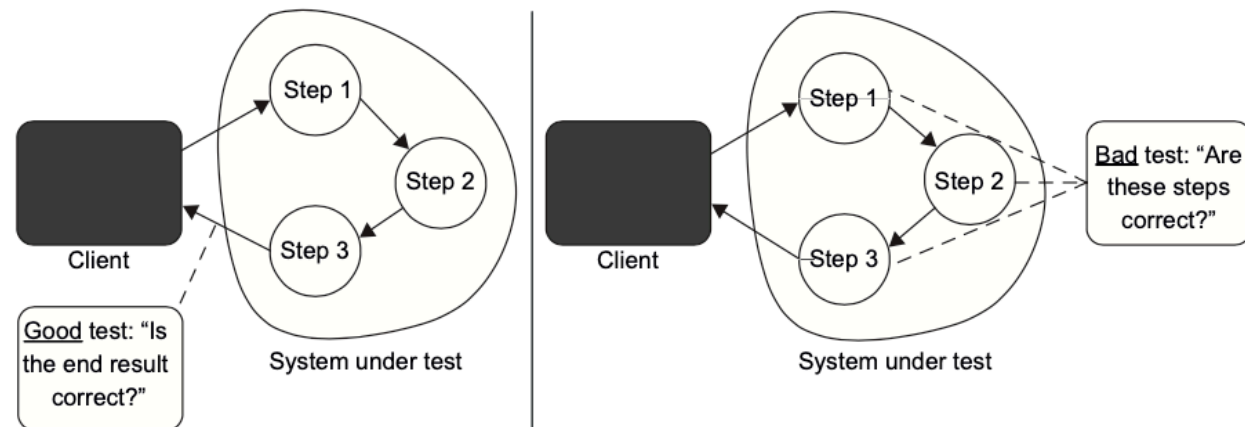 Step 1
Step 2
Step 3
Client
Good test: “Is
the end result
correct?”
System under test
Step 1
Step 2
Step 3
Client
Bad test: “Are
these steps
correct?”
System under test